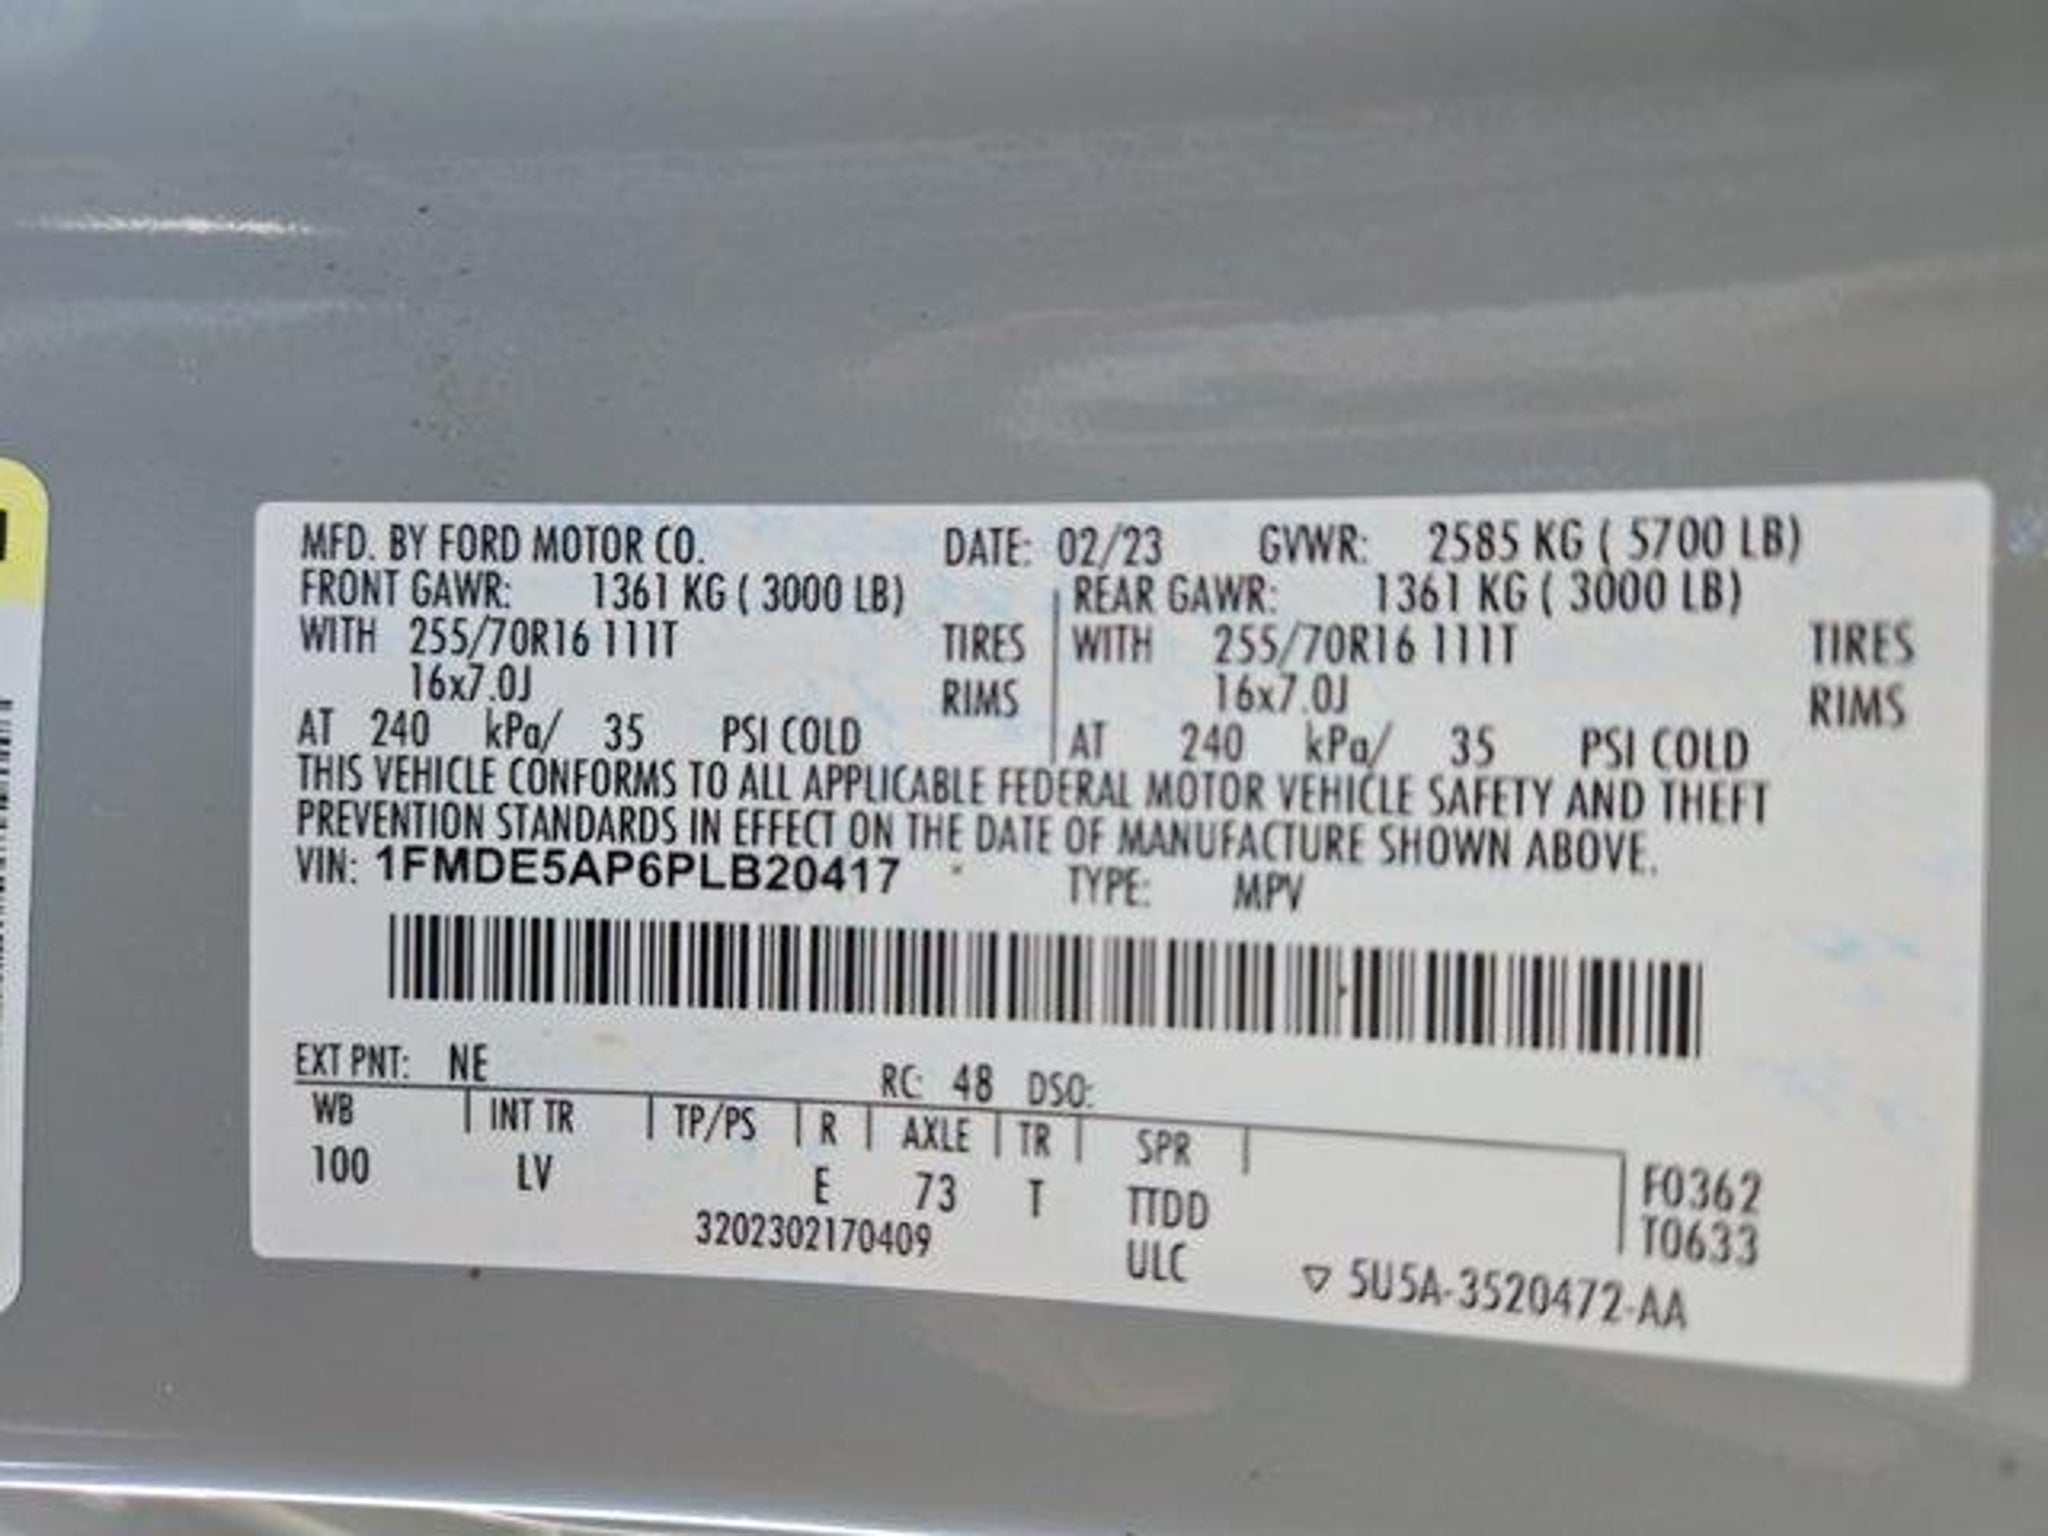 MFD. BY FORD MOTOR CO. DATE: 02/23 GVWR: 2585 KG ( 5700 LB)
FRONT GAWR: 1361 KG ( 3000 LB) REAR GAWR: 1361 KG ( 3000 LB)
WITH 255/70R16 111T TIRES WITH 255/70R16 111T TIRES
16x7.0J RIMS 16x7.0J RIMS
AT 240 kPa/ 35 PSI COLD AT 240 kPa/ 35 PSI COLD
THIS VEHICLE CONFORMS TO ALL APPLICABLE FEDERAL MOTOR VEHICLE SAFETY AND THEFT
PREVENTION STANDARDS IN EFFECT ON THE DATE OF MANUFACTURE SHOWN ABOVE.
VIN: 1FMDE5AP6PLB20417 TYPE: MPV
EXT PNT: NE RC: 48 DSO:
WB INT TR TP/PS R AXLE TR SPR
100 LV E 73 T TTDD F0362
3202302170409 ULC T0633
5U5A-3520472-AA